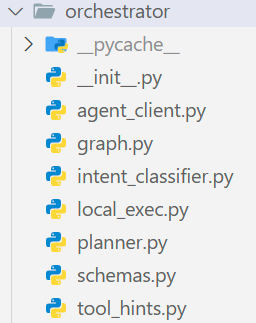 orchestrator
__pycache__
__init__.py
agent_client.py
graph.py
intent_classifier.py
local_exec.py
planner.py
schemas.py
tool_hints.py